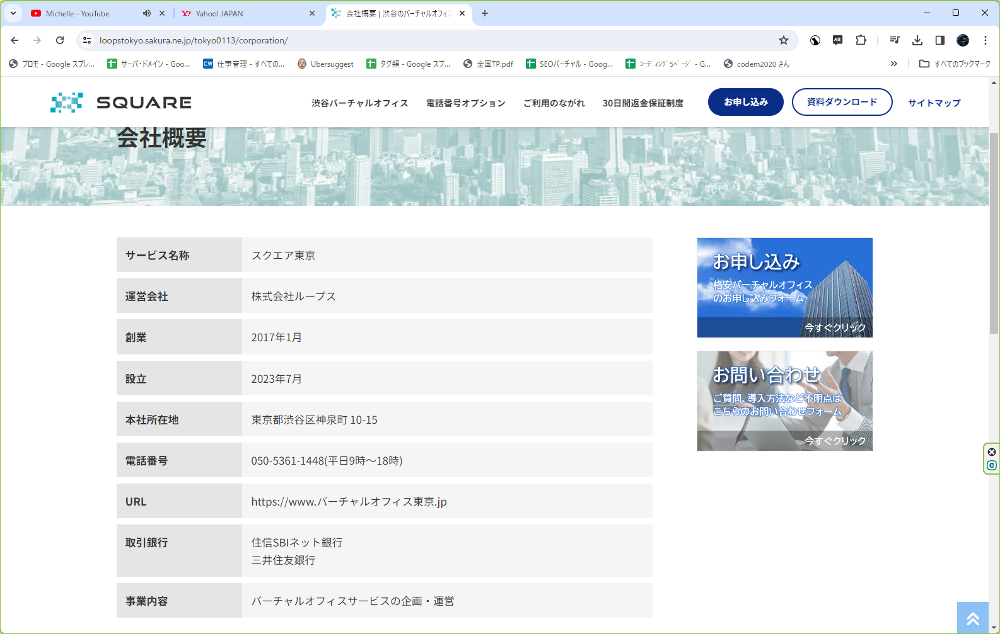 Michelle - YouTube
Yahoo! JAPAN
会社概要 | 渋谷のバーチャルオフィス
loopstokyo.sakura.ne.jp/tokyo0113/corporation/
プロモ - Google スプレ...
サーバ・ドメイン - Goo...
仕事管理 - すべての...
Ubersuggest
タグ類 - Google スプ...
全国TP.pdf
SEOバーチャル - Goog...
ｺｰﾃﾞｨﾝｸﾞ5ﾍﾟｰｼﾞ - G...
codem2020 さん
すべてのブックマーク
SQUARE
渋谷バーチャルオフィス
電話番号オプション
ご利用のながれ
30日間返金保証制度
お申し込み
資料ダウンロード
サイトマップ
会社概要
サービス名称
スクエア東京
運営会社
株式会社ループス
創業
2017年1月
設立
2023年7月
本社所在地
東京都渋谷区神泉町 10-15
電話番号
050-5361-1448(平日9時～18時)
URL
https://www.バーチャルオフィス東京.jp
取引銀行
住信SBIネット銀行
三井住友銀行
事業内容
バーチャルオフィスサービスの企画・運営
お申し込み
格安バーチャルオフィス
のお申し込みフォーム
今すぐクリック
お問い合わせ
ご質問、導入方法など不明点は
こちらのお問い合わせフォーム
今すぐクリック